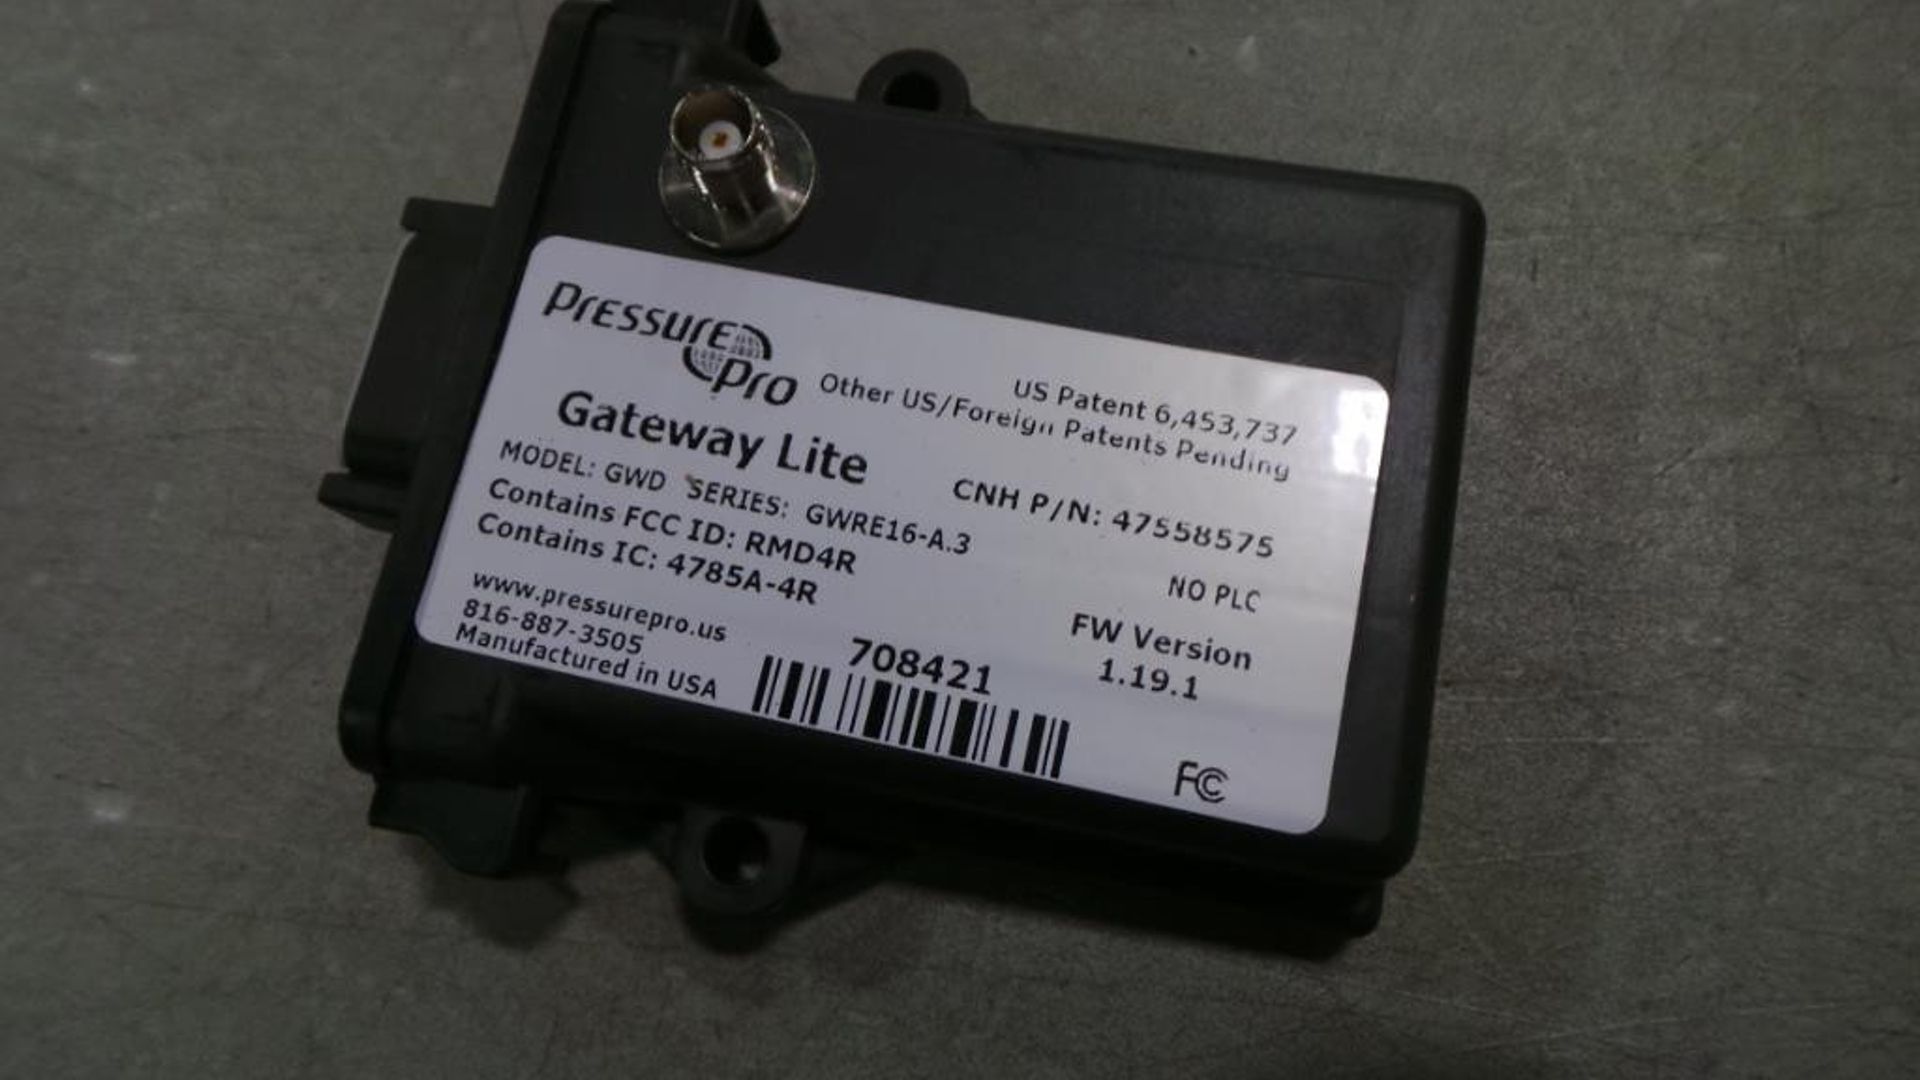 Pressure
Pro
US Patent 6,453,737
Other US/Foreign Patents Pending
Gateway Lite
MODEL: GWD SERIES: GWRE16-A.3
CNH P/N: 47558575
Contains FCC ID: RMD4R
Contains IC: 4785A-4R
NO PLC
www.pressurepro.us
816-887-3505
Manufactured in USA
FW Version
1.19.1
708421
FC